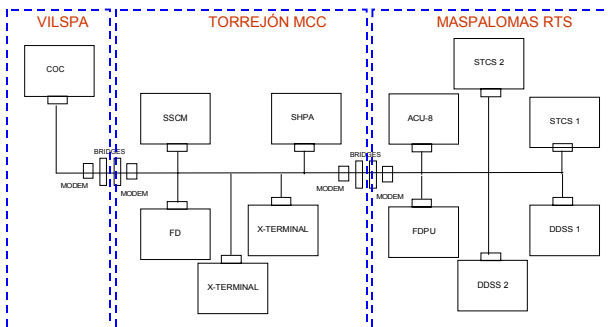 VILSPA
TORREJÓN MCC
MASPALOMAS RTS
COC
SSCM
SHPA
STCS 2
ACU-8
STCS 1
BRIDGES
MODEM
MODEM
BRIDGES
MODEM
MODEM
FD
X-TERMINAL
X-TERMINAL
FDPU
DDSS 1
DDSS 2